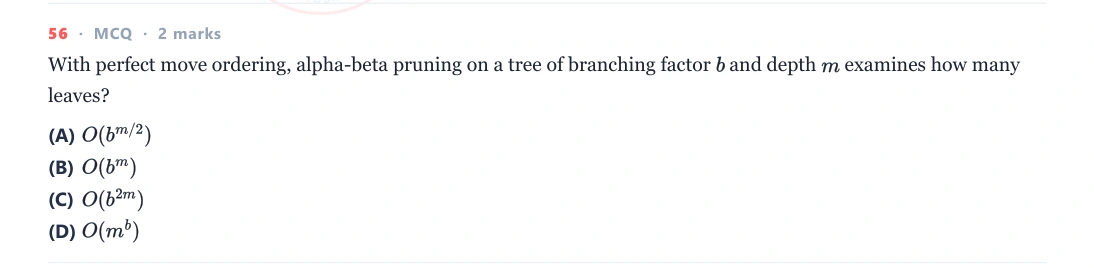 56 · MCQ · 2 marks
With perfect move ordering, alpha-beta pruning on a tree of branching factor b and depth m examines how many
leaves?
(A) O(b^{m/2})
(B) O(b^m)
(C) O(b^{2m})
(D) O(m^b)